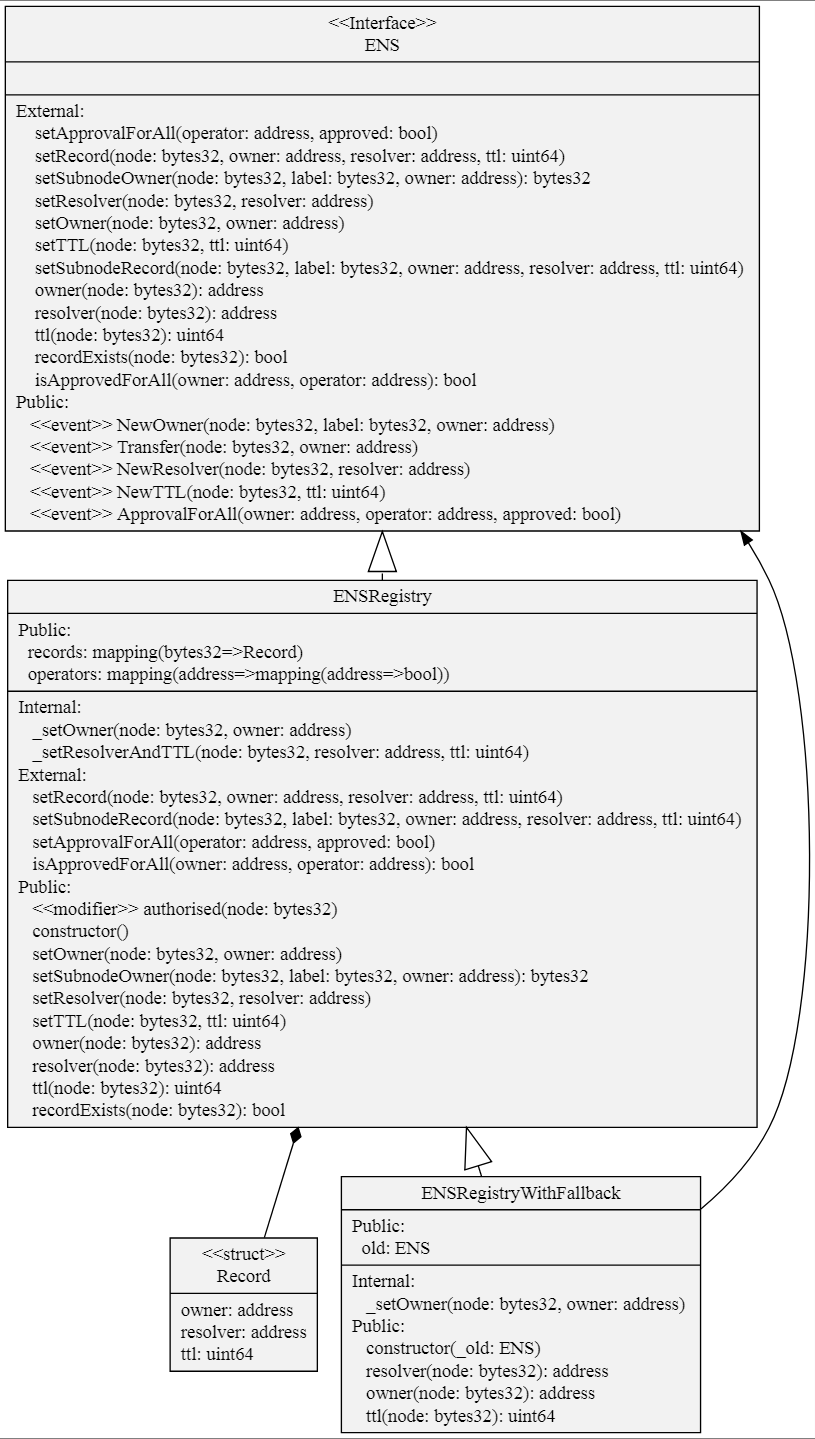 <<Interface>>
ENS
External:
setApprovalForAll(operator: address, approved: bool)
setRecord(node: bytes32, owner: address, resolver: address, ttl: uint64)
setSubnodeOwner(node: bytes32, label: bytes32, owner: address): bytes32
setResolver(node: bytes32, resolver: address)
setOwner(node: bytes32, owner: address)
setTTL(node: bytes32, ttl: uint64)
setSubnodeRecord(node: bytes32, label: bytes32, owner: address, resolver: address, ttl: uint64)
owner(node: bytes32): address
resolver(node: bytes32): address
ttl(node: bytes32): uint64
recordExists(node: bytes32): bool
isApprovedForAll(owner: address, operator: address): bool
Public:
<<event>> NewOwner(node: bytes32, label: bytes32, owner: address)
<<event>> Transfer(node: bytes32, owner: address)
<<event>> NewResolver(node: bytes32, resolver: address)
<<event>> NewTTL(node: bytes32, ttl: uint64)
<<event>> ApprovalForAll(owner: address, operator: address, approved: bool)
ENSRegistry
Public:
records: mapping(bytes32=>Record)
operators: mapping(address=>mapping(address=>bool))
Internal:
_setOwner(node: bytes32, owner: address)
_setResolverAndTTL(node: bytes32, resolver: address, ttl: uint64)
External:
setRecord(node: bytes32, owner: address, resolver: address, ttl: uint64)
setSubnodeRecord(node: bytes32, label: bytes32, owner: address, resolver: address, ttl: uint64)
setApprovalForAll(operator: address, approved: bool)
isApprovedForAll(owner: address, operator: address): bool
Public:
<<modifier>> authorised(node: bytes32)
constructor()
setOwner(node: bytes32, owner: address)
setSubnodeOwner(node: bytes32, label: bytes32, owner: address): bytes32
setResolver(node: bytes32, resolver: address)
setTTL(node: bytes32, ttl: uint64)
owner(node: bytes32): address
resolver(node: bytes32): address
ttl(node: bytes32): uint64
recordExists(node: bytes32): bool
<<struct>>
Record
owner: address
resolver: address
ttl: uint64
ENSRegistryWithFallback
Public:
old: ENS
Internal:
_setOwner(node: bytes32, owner: address)
Public:
constructor(_old: ENS)
resolver(node: bytes32): address
owner(node: bytes32): address
ttl(node: bytes32): uint64